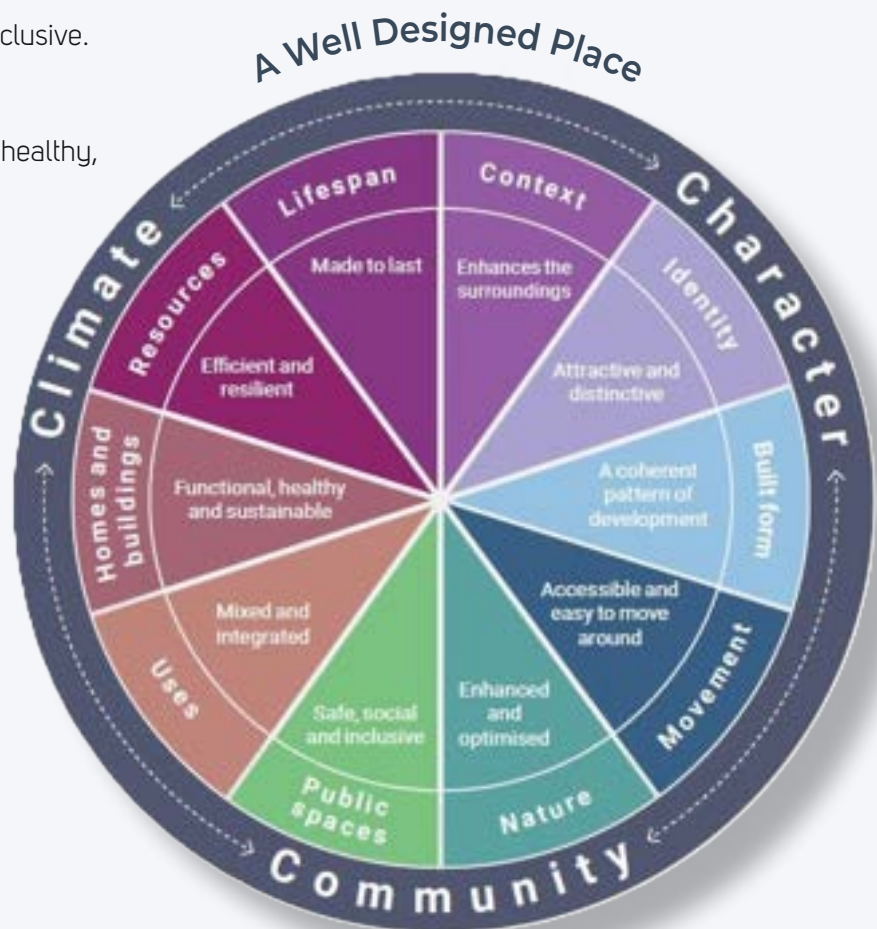 clusive.
healthy,
A Well Designed Place
Climate
Character
Community
Context
Enhances the
surroundings
Identity
Attractive and
distinctive
Built form
A coherent
pattern of
development
Movement
Accessible and
easy to move
around
Nature
Enhanced
and
optimised
Public
spaces
Safe, social
and inclusive
Uses
Mixed and
integrated
Homes and
buildings
Functional, healthy
and sustainable
Resources
Efficient and
resilient
Lifespan
Made to last